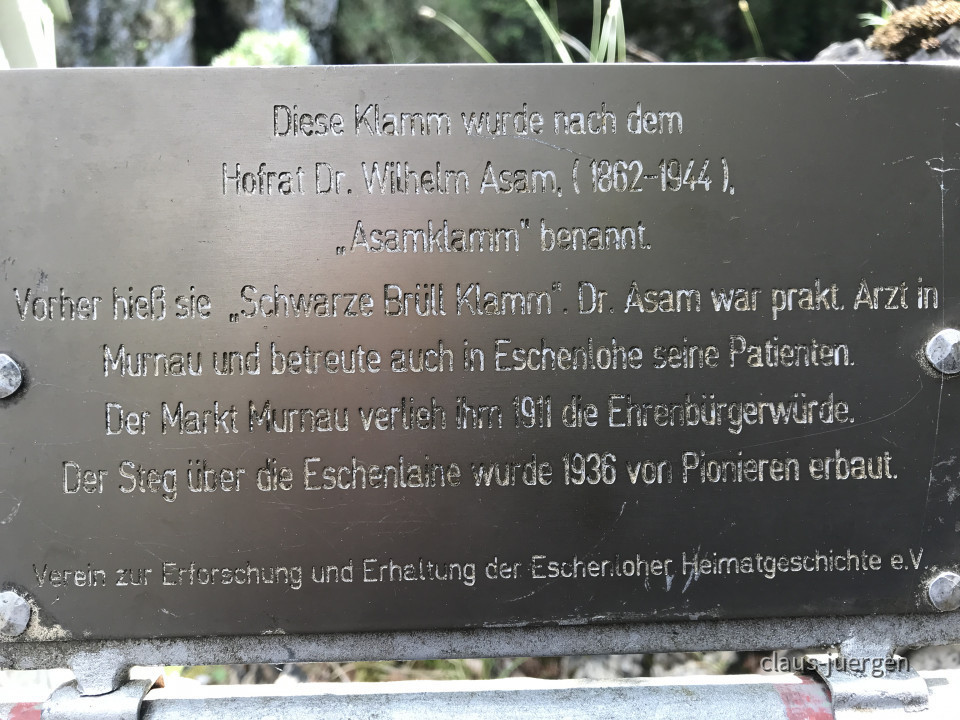 Diese Klamm wurde nach dem
Hofrat Dr. Wilhelm Asam, (1862-1944),
„Asamklamm" benannt.
Vorher hieß sie „Schwarze Brüll Klamm". Dr. Asam war prakt. Arzt in
Murnau und betreute auch in Eschenlohe seine Patienten.
Der Markt Murnau verlieh ihm 1911 die Ehrenbürgerwürde.
Der Steg über die Eschenlaine wurde 1936 von Pionieren erbaut.
Verein zur Erforschung und Erhaltung der Eschenloher Heimatgeschichte e.V.
claus-juergen